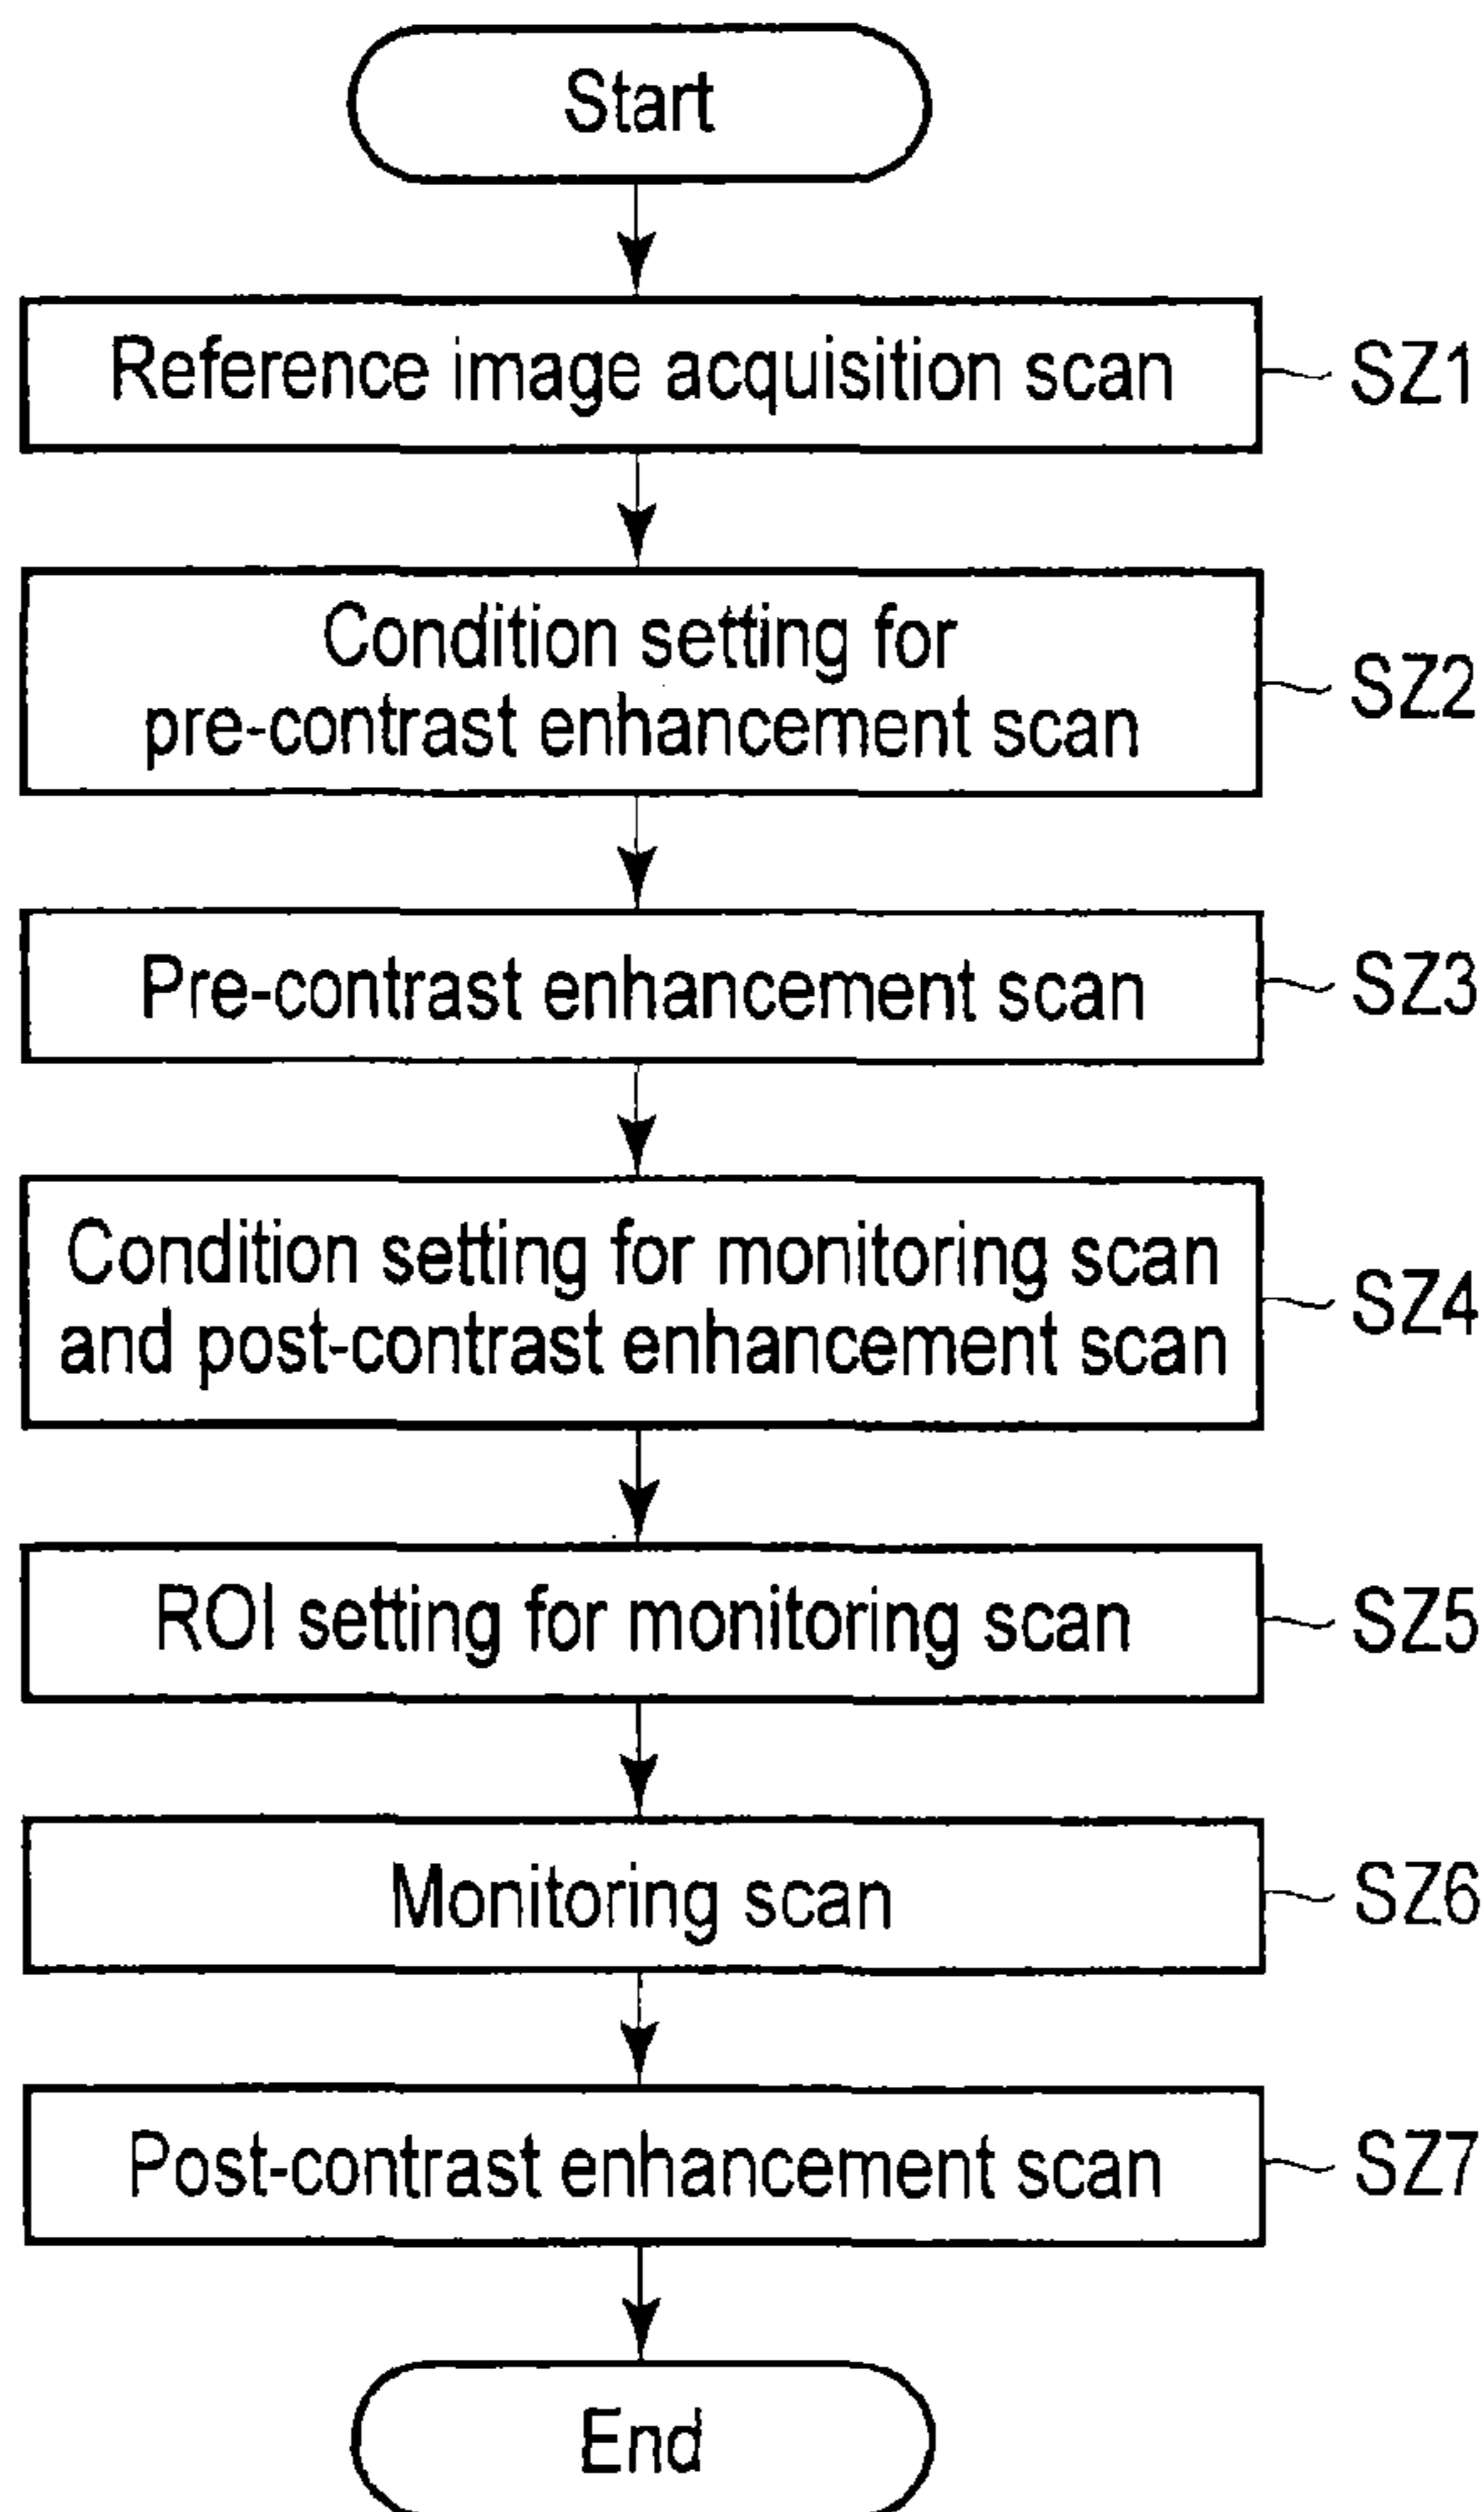 Start
Reference image acquisition scan
SZ1
Condition setting for
pre-contrast enhancement scan
SZ2
Pre-contrast enhancement scan
SZ3
Condition setting for monitoring scan
and post-contrast enhancement scan
SZ4
ROI setting for monitoring scan
SZ5
Monitoring scan
SZ6
Post-contrast enhancement scan
SZ7
End